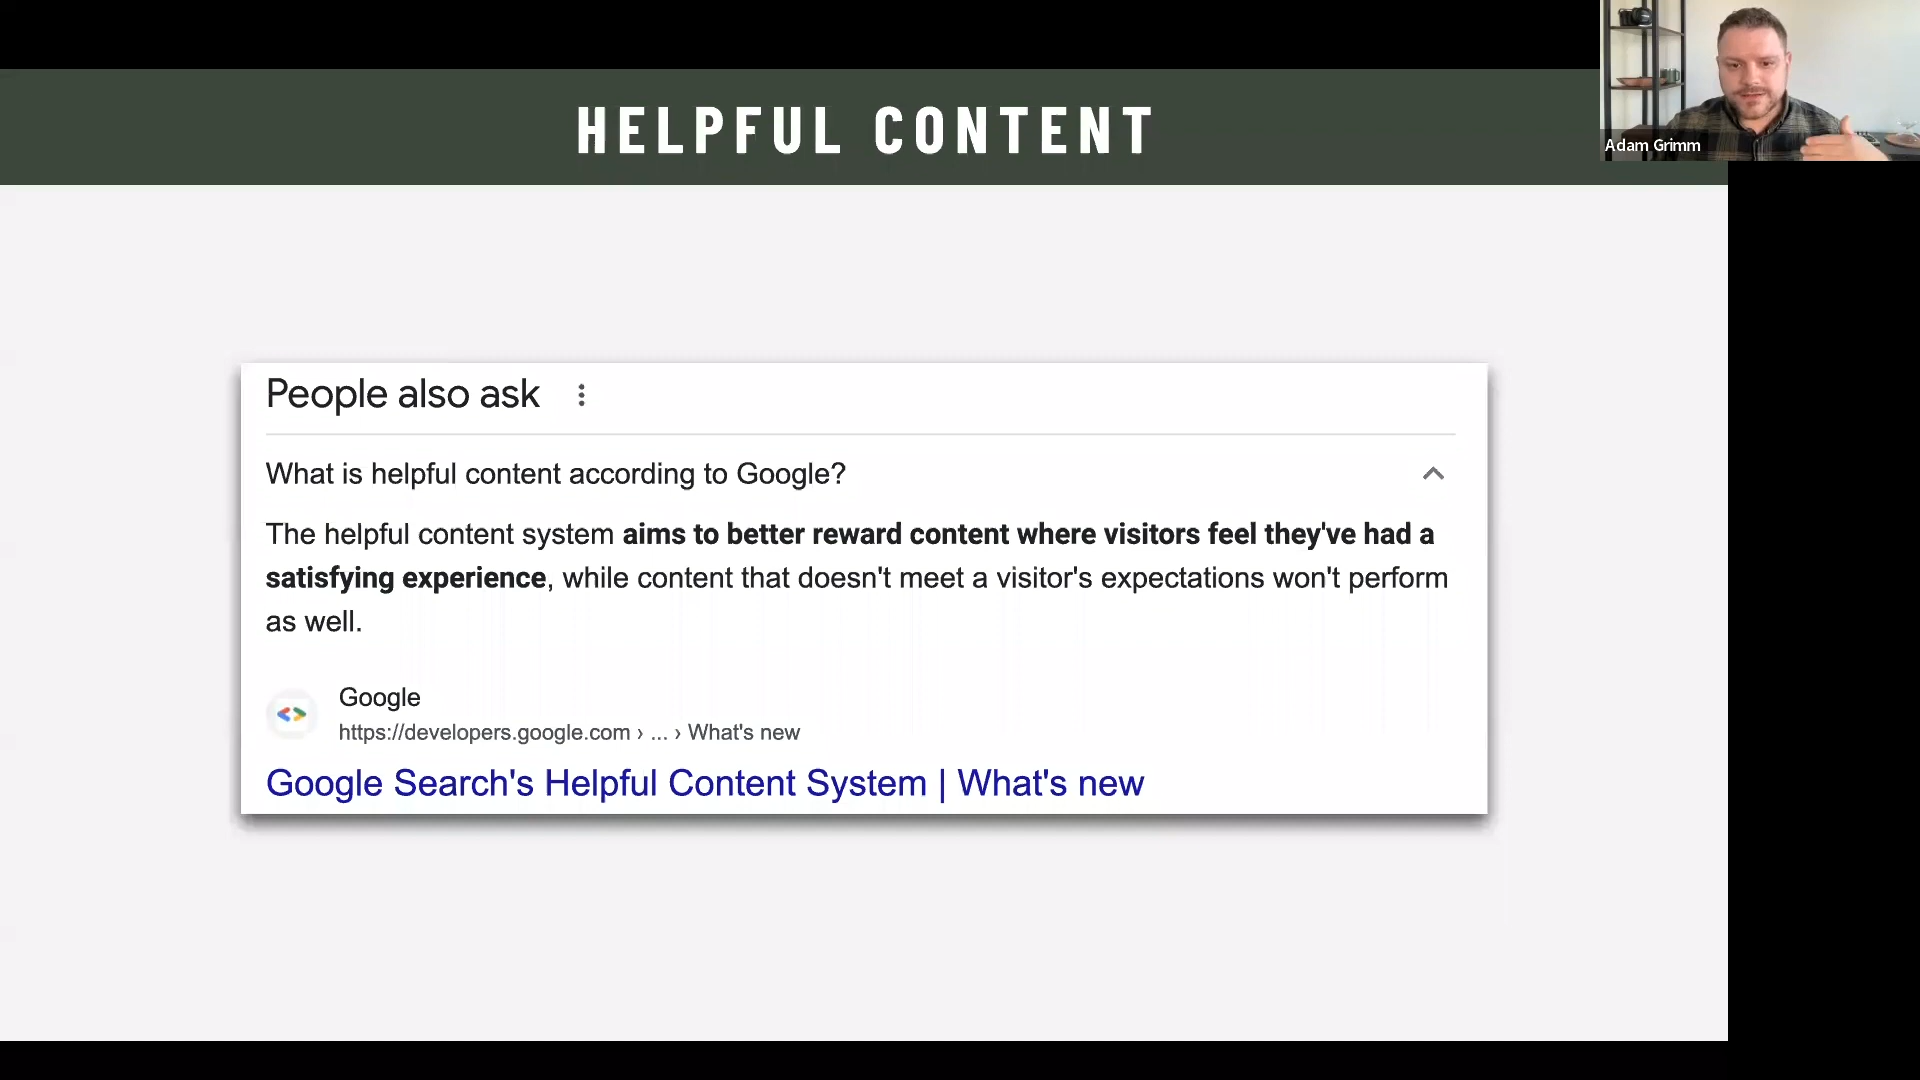 HELPFUL CONTENT
Adam Grimm
People also ask
What is helpful content according to Google?
The helpful content system aims to better reward content where visitors feel they've had a
satisfying experience, while content that doesn't meet a visitor's expectations won't perform
as well.
Google
https://developers.google.com › ... › What's new
Google Search's Helpful Content System | What's new